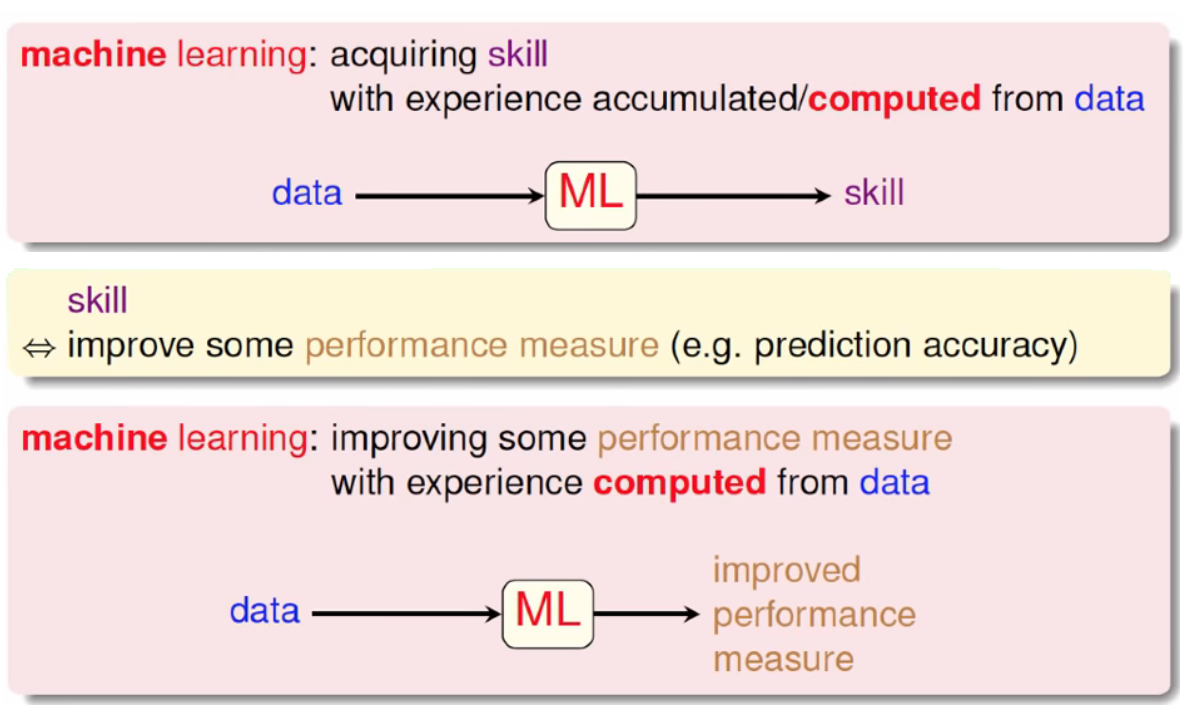 machine learning: acquiring skill
with experience accumulated/computed from data
data ML skill
skill
⇔ improve some performance measure (e.g. prediction accuracy)
machine learning: improving some performance measure
with experience computed from data
data ML improved
performance
measure